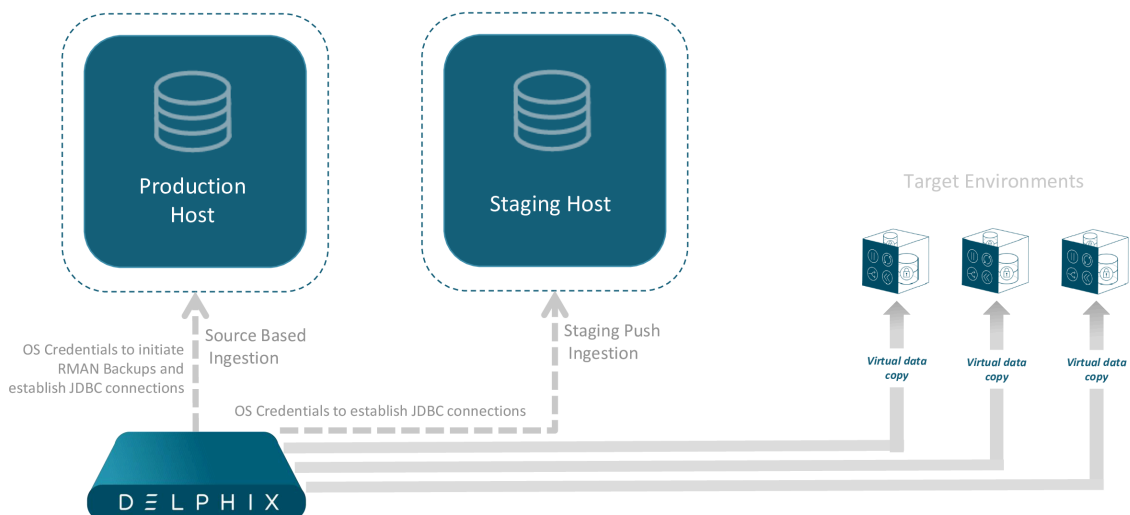 Production
Host
Staging Host
Target Environments
Source Based
Ingestion
OS Credentials to initiate
RMAN Backups and
establish JDBC connections
Staging Push
Ingestion
OS Credentials to establish JDBC connections
Virtual data
copy
Virtual data
copy
Virtual data
copy
DELPHIX